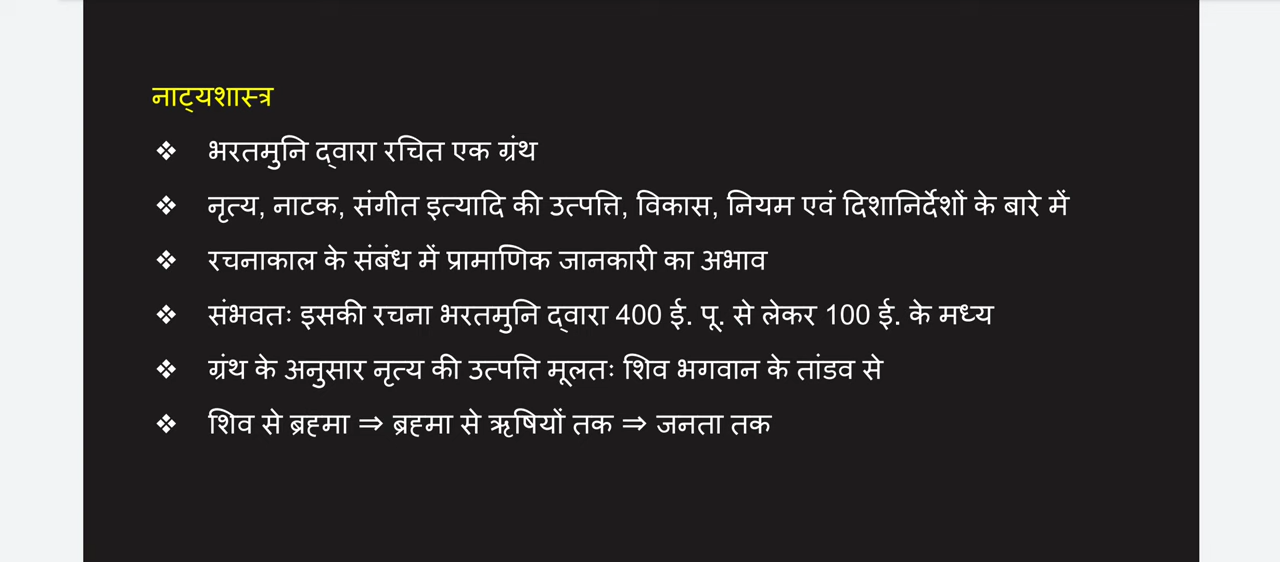 नाट्यशास्त्र
❖ भरतमुनि द्वारा रचित एक ग्रंथ
❖ नृत्य, नाटक, संगीत इत्यादि की उत्पत्ति, विकास, नियम एवं दिशानिर्देशों के बारे में
❖ रचनाकाल के संबंध में प्रामाणिक जानकारी का अभाव
❖ संभवतः इसकी रचना भरतमुनि द्वारा 400 ई. पू. से लेकर 100 ई. के मध्य
❖ ग्रंथ के अनुसार नृत्य की उत्पत्ति मूलतः शिव भगवान के तांडव से
❖ शिव से ब्रह्मा ⇒ ब्रह्मा से ऋषियों तक ⇒ जनता तक